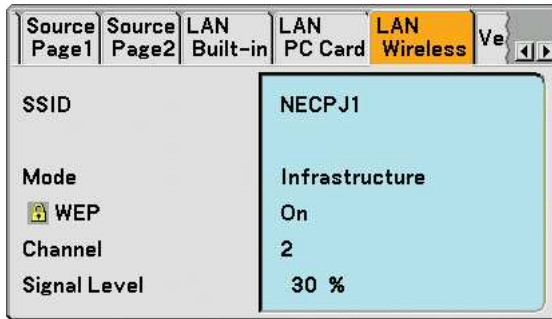 Source Page1
Source Page2
LAN Built-in
LAN PC Card
LAN Wireless
Ve
SSID NECPJ1
Mode Infrastructure
WEP On
Channel 2
Signal Level 30 %